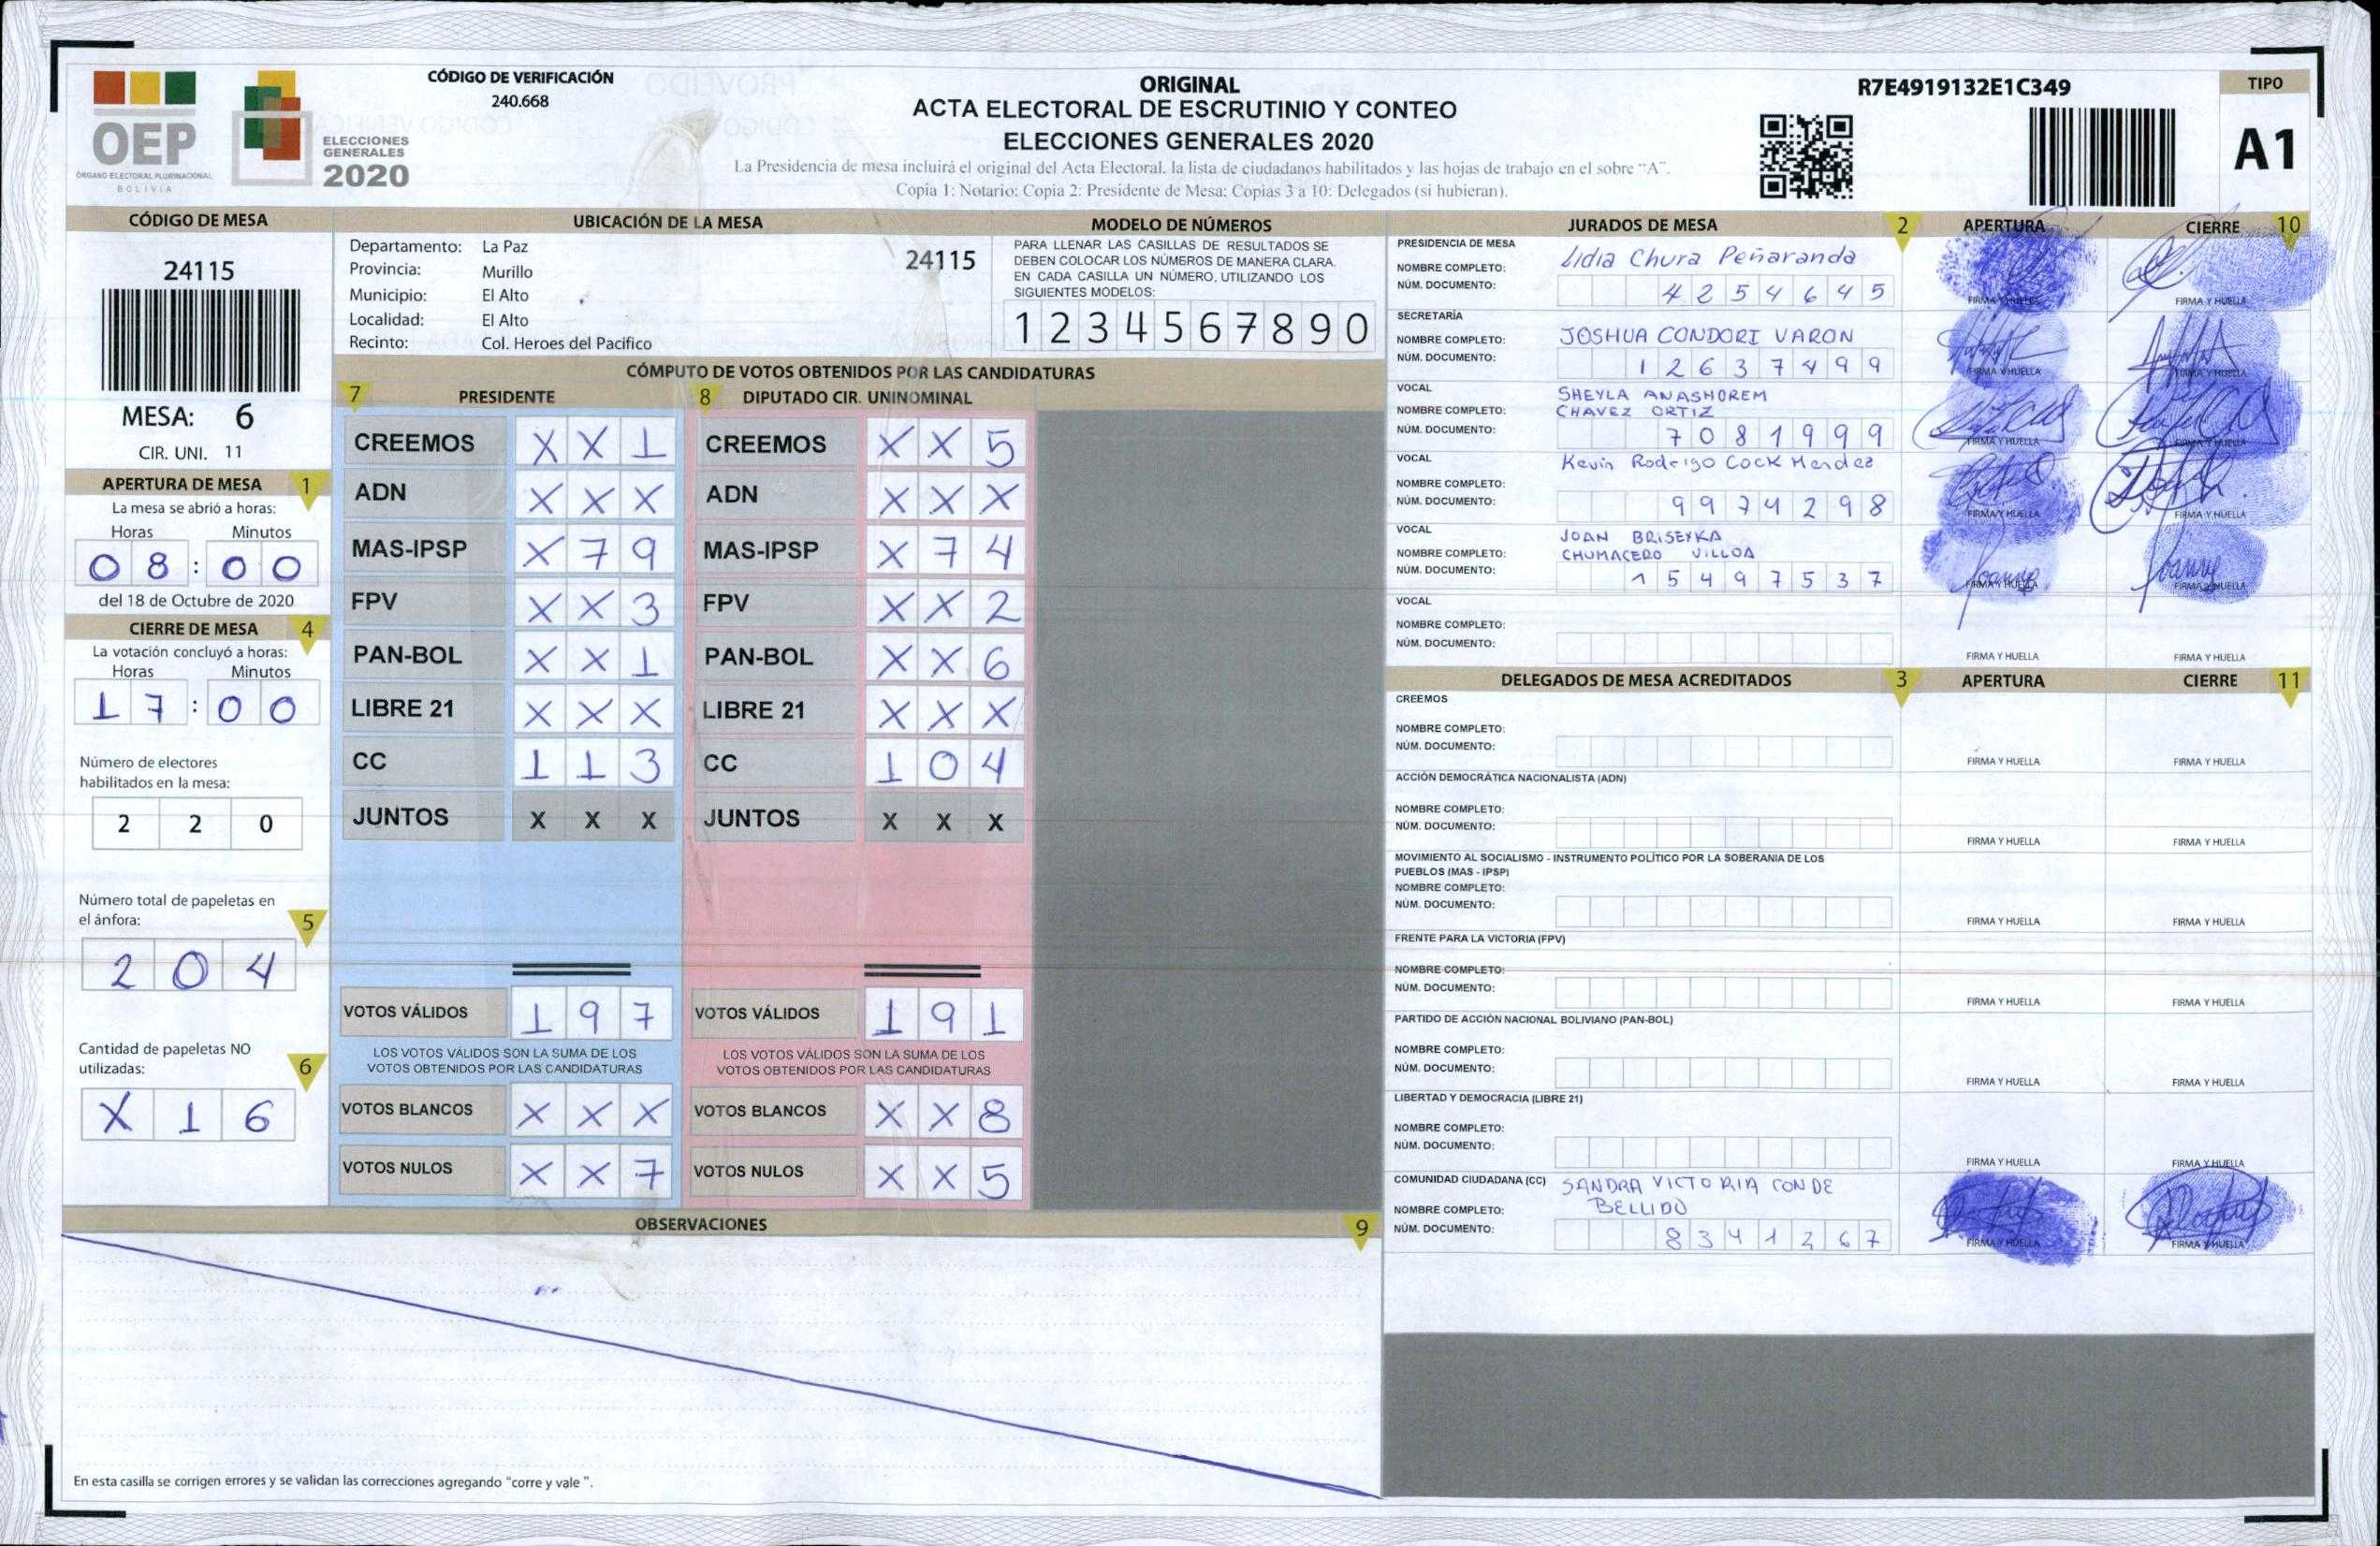 CÓDIGO DE VERIFICACIÓN
240.668
OEP
ÓRGANO ELECTORAL PLURINACIONAL
BOLIVIA
ELECCIONES
GENERALES
2020
ORIGINAL
ACTA ELECTORAL DE ESCRUTINIO Y CONTEO
ELECCIONES GENERALES 2020
La Presidencia de mesa incluirá el original del Acta Electoral, la lista de ciudadanos habilitados y las hojas de trabajo en el sobre "A".
Copia 1: Notario; Copia 2: Presidente de Mesa; Copias 3 a 10: Delegados (si hubieran).
R7E4919132E1C349
TIPO
A1
CÓDIGO DE MESA
24115
MESA: 6
CIR. UNI. 11
APERTURA DE MESA 1
La mesa se abrió a horas:
Horas Minutos
0 8 : 0 0
del 18 de Octubre de 2020
CIERRE DE MESA 4
La votación concluyó a horas:
Horas Minutos
1 7 : 0 0
Número de electores
habilitados en la mesa:
2 2 0
Número total de papeletas en
el ánfora: 5
2 0 4
Cantidad de papeletas NO
utilizadas: 6
X 1 6
UBICACIÓN DE LA MESA
Departamento: La Paz
24115
Provincia: Murillo
Municipio: El Alto
Localidad: El Alto
Recinto: Col. Heroes del Pacifico
MODELO DE NÚMEROS
PARA LLENAR LAS CASILLAS DE RESULTADOS SE
DEBEN COLOCAR LOS NÚMEROS DE MANERA CLARA.
EN CADA CASILLA UN NÚMERO, UTILIZANDO LOS
SIGUIENTES MODELOS:
1 2 3 4 5 6 7 8 9 0
CÓMPUTO DE VOTOS OBTENIDOS POR LAS CANDIDATURAS
7 PRESIDENTE 8 DIPUTADO CIR. UNINOMINAL
CREEMOS X X 1 CREEMOS X X 5
ADN X X X ADN X X X
MAS-IPSP X 7 9 MAS-IPSP X 7 4
FPV X X 3 FPV X X 2
PAN-BOL X X 1 PAN-BOL X X 6
LIBRE 21 X X X LIBRE 21 X X X
CC 1 1 3 CC 1 0 4
JUNTOS X X X JUNTOS X X X
VOTOS VÁLIDOS 1 9 7 VOTOS VÁLIDOS 1 9 1
LOS VOTOS VÁLIDOS SON LA SUMA DE LOS LOS VOTOS VÁLIDOS SON LA SUMA DE LOS
VOTOS OBTENIDOS POR LAS CANDIDATURAS VOTOS OBTENIDOS POR LAS CANDIDATURAS
VOTOS BLANCOS X X X VOTOS BLANCOS X X 8
VOTOS NULOS X X 7 VOTOS NULOS X X 5
OBSERVACIONES 9
En esta casilla se corrigen errores y se validan las correcciones agregando "corre y vale ".
JURADOS DE MESA 2 APERTURA CIERRE 10
PRESIDENCIA DE MESA
NOMBRE COMPLETO: Lidia Chura Peñaranda
NÚM. DOCUMENTO: 4 2 5 4 6 4 5
FIRMA Y HUELLA FIRMA Y HUELLA
SECRETARÍA
NOMBRE COMPLETO: JOSHUA CONDORI VARON
NÚM. DOCUMENTO: 1 2 6 3 7 4 9 9
FIRMA Y HUELLA FIRMA Y HUELLA
VOCAL SHEYLA ANASHOREM
NOMBRE COMPLETO: CHAVEZ ORTIZ
NÚM. DOCUMENTO: 7 0 8 1 9 9 9
FIRMA Y HUELLA FIRMA Y HUELLA
VOCAL Kevin Rodrigo Cock Mendez
NOMBRE COMPLETO:
NÚM. DOCUMENTO: 9 9 7 4 2 9 8
FIRMA Y HUELLA FIRMA Y HUELLA
VOCAL JOAN BRISEYKA
NOMBRE COMPLETO: CHUMACERO VILLOA
NÚM. DOCUMENTO: 1 5 4 9 7 5 3 7
FIRMA Y HUELLA FIRMA Y HUELLA
VOCAL
NOMBRE COMPLETO:
NÚM. DOCUMENTO:
FIRMA Y HUELLA FIRMA Y HUELLA
DELEGADOS DE MESA ACREDITADOS 3 APERTURA CIERRE 11
CREEMOS
NOMBRE COMPLETO:
NÚM. DOCUMENTO:
FIRMA Y HUELLA FIRMA Y HUELLA
ACCIÓN DEMOCRÁTICA NACIONALISTA (ADN)
NOMBRE COMPLETO:
NÚM. DOCUMENTO:
FIRMA Y HUELLA FIRMA Y HUELLA
MOVIMIENTO AL SOCIALISMO - INSTRUMENTO POLÍTICO POR LA SOBERANIA DE LOS
PUEBLOS (MAS - IPSP)
NOMBRE COMPLETO:
NÚM. DOCUMENTO:
FIRMA Y HUELLA FIRMA Y HUELLA
FRENTE PARA LA VICTORIA (FPV)
NOMBRE COMPLETO:
NÚM. DOCUMENTO:
FIRMA Y HUELLA FIRMA Y HUELLA
PARTIDO DE ACCIÓN NACIONAL BOLIVIANO (PAN-BOL)
NOMBRE COMPLETO:
NÚM. DOCUMENTO:
FIRMA Y HUELLA FIRMA Y HUELLA
LIBERTAD Y DEMOCRACIA (LIBRE 21)
NOMBRE COMPLETO:
NÚM. DOCUMENTO:
FIRMA Y HUELLA FIRMA Y HUELLA
COMUNIDAD CIUDADANA (CC) SANDRA VICTORIA CONDE
NOMBRE COMPLETO: BELLIDO
NÚM. DOCUMENTO: 8 3 4 1 2 6 7
FIRMA Y HUELLA FIRMA Y HUELLA